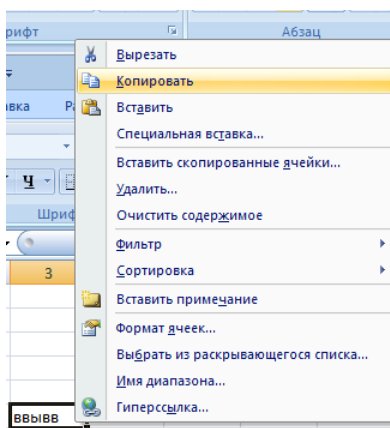 рифт Абзац
Вырезать
Копировать
вка Р
Вставить
Специальная вставка...
Вставить скопированные ячейки...
Ч
Удалить...
Шриф
Очистить содержимое
Фильтр
3
Сортировка
Вставить примечание
Формат ячеек...
Выбрать из раскрывающегося списка...
Имя диапазона...
Гиперссылка...
ввывв